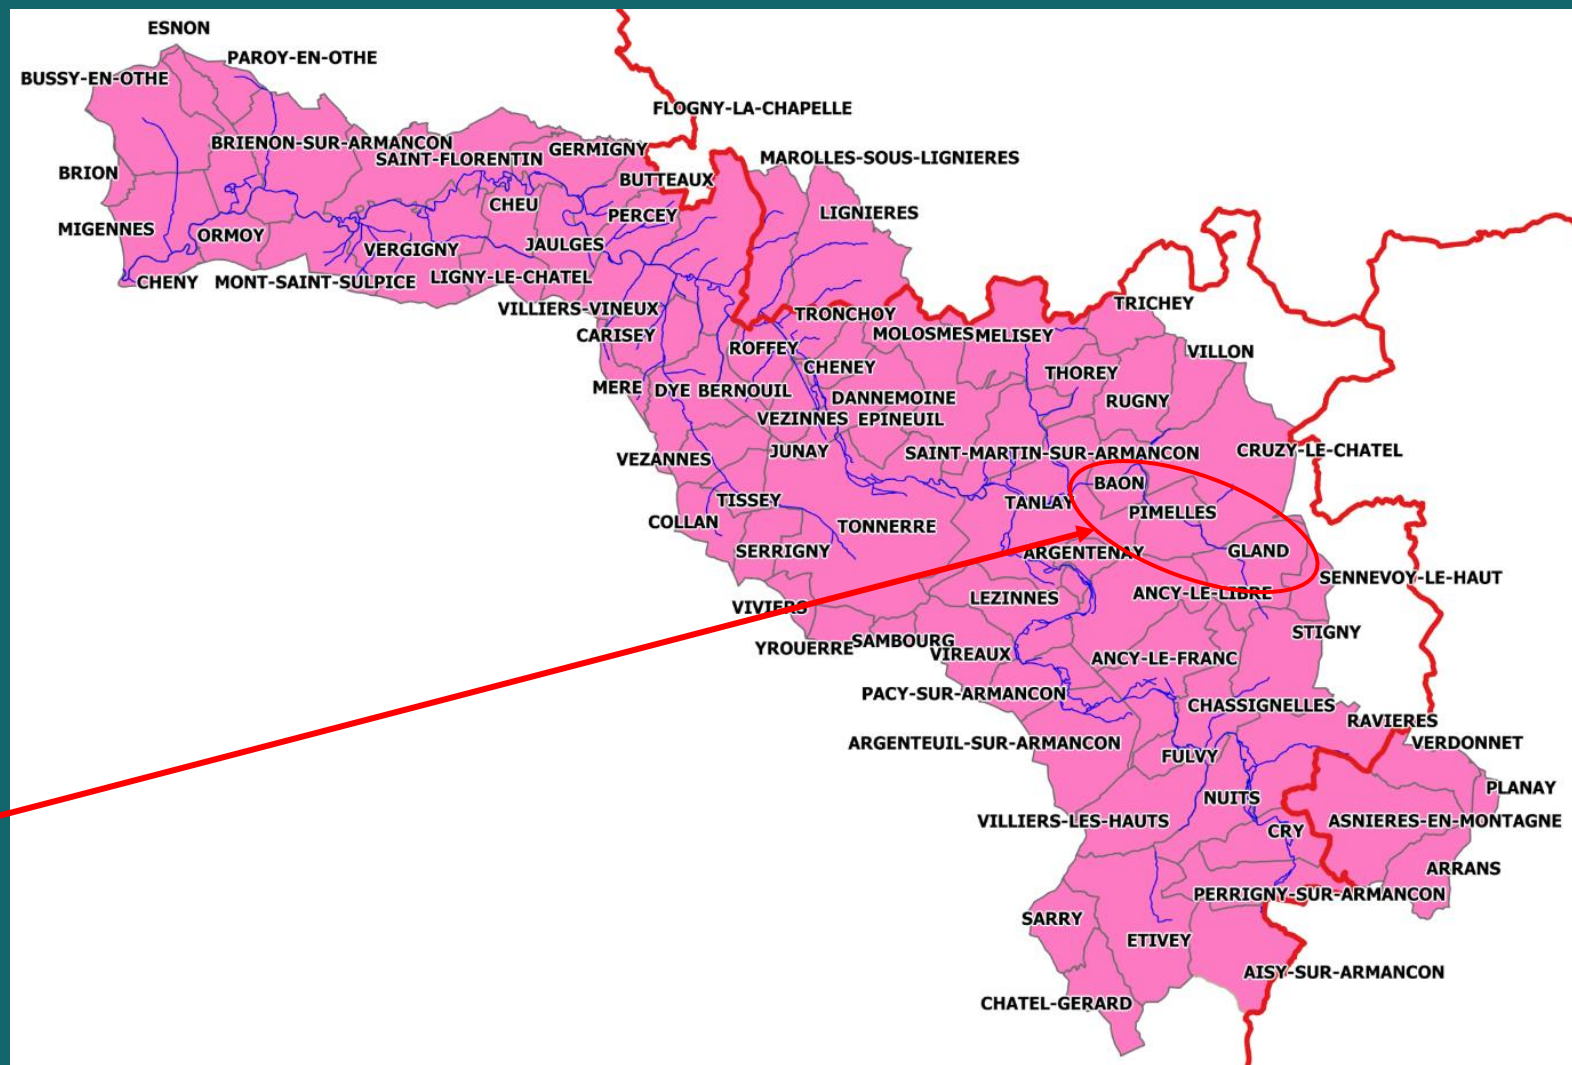 ESNON
PAROY-EN-OTHE
BUSSY-EN-OTHE
FLOGNY-LA-CHAPELLE
BRIENON-SUR-ARMANCON
GERMIGNY
SAINT-FLORENTIN
MAROLLES-SOUS-LIGNIERES
BRION
BUTTEAUX
CHEU
PERCEY
LIGNIERES
MIGENNES
ORMOY
VERGIGNY
JAULGES
CHENY
MONT-SAINT-SULPICE
LIGNY-LE-CHATEL
VILLIERS-VINEUX
TRONCHOY
TRICHEY
CARISEY
MOLOSMES
MELISEY
ROFFEY
VILLON
CHENEY
THOREY
MERE
DYE
BERNOUIL
DANNEMOINE
RUGNY
VEZINNES
EPINEUIL
VEZANNES
JUNAY
SAINT-MARTIN-SUR-ARMANCON
CRUZY-LE-CHATEL
BAON
TISSEY
TANLAY
PIMELLES
COLLAN
TONNERRE
SERRIGNY
ARGENTENAY
GLAND
SENNEVOY-LE-HAUT
LEZINNES
ANCY-LE-LIBRE
VIVIERS
STIGNY
YROUERRE
SAMBOURG
VIREAUX
ANCY-LE-FRANC
PACY-SUR-ARMANCON
CHASSIGNELLES
RAVIERES
ARGENTEUIL-SUR-ARMANCON
VERDONNET
FULVY
PLANAY
NUITS
VILLIERS-LES-HAUTS
CRY
ASNIERES-EN-MONTAGNE
ARRANS
PERRIGNY-SUR-ARMANCON
SARRY
ETIVEY
AISY-SUR-ARMANCON
CHATEL-GERARD